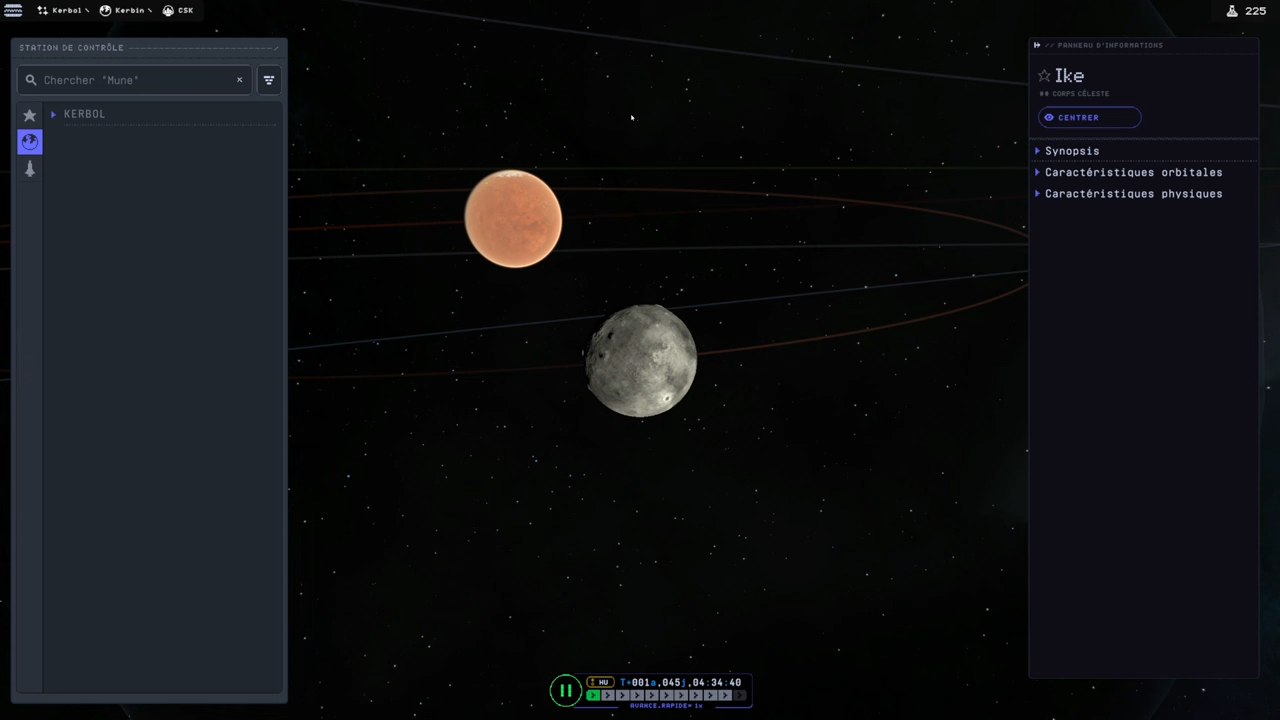 Kerbol
Kerbin
CSK
225
STATION DE CONTRÔLE
Chercher "Mune"
KERBOL
// PANNEAU D'INFORMATIONS
Ike
CORPS CÉLESTE
CENTRER
Synopsis
Caractéristiques orbitales
Caractéristiques physiques
HU
T+001a,045j,04:34:40
AVANCE.RAPIDE= 1x